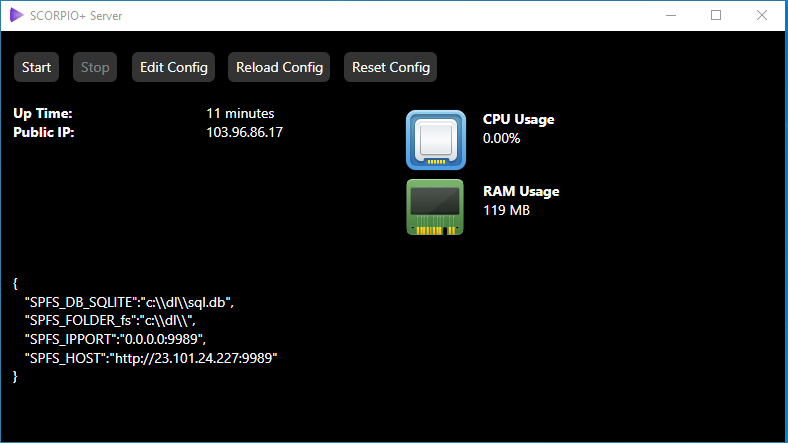 SCORPIO+ Server
Start Stop Edit Config Reload Config Reset Config
Up Time: 11 minutes
Public IP: 103.96.86.17
CPU Usage
0.00%
RAM Usage
119 MB
{
"SPFS_DB_SQLITE":"c:\\dl\\sql.db",
"SPFS_FOLDER_fs":"c:\\dl\\",
"SPFS_IPPORT":"0.0.0.0:9989",
"SPFS_HOST":"http://23.101.24.227:9989"
}